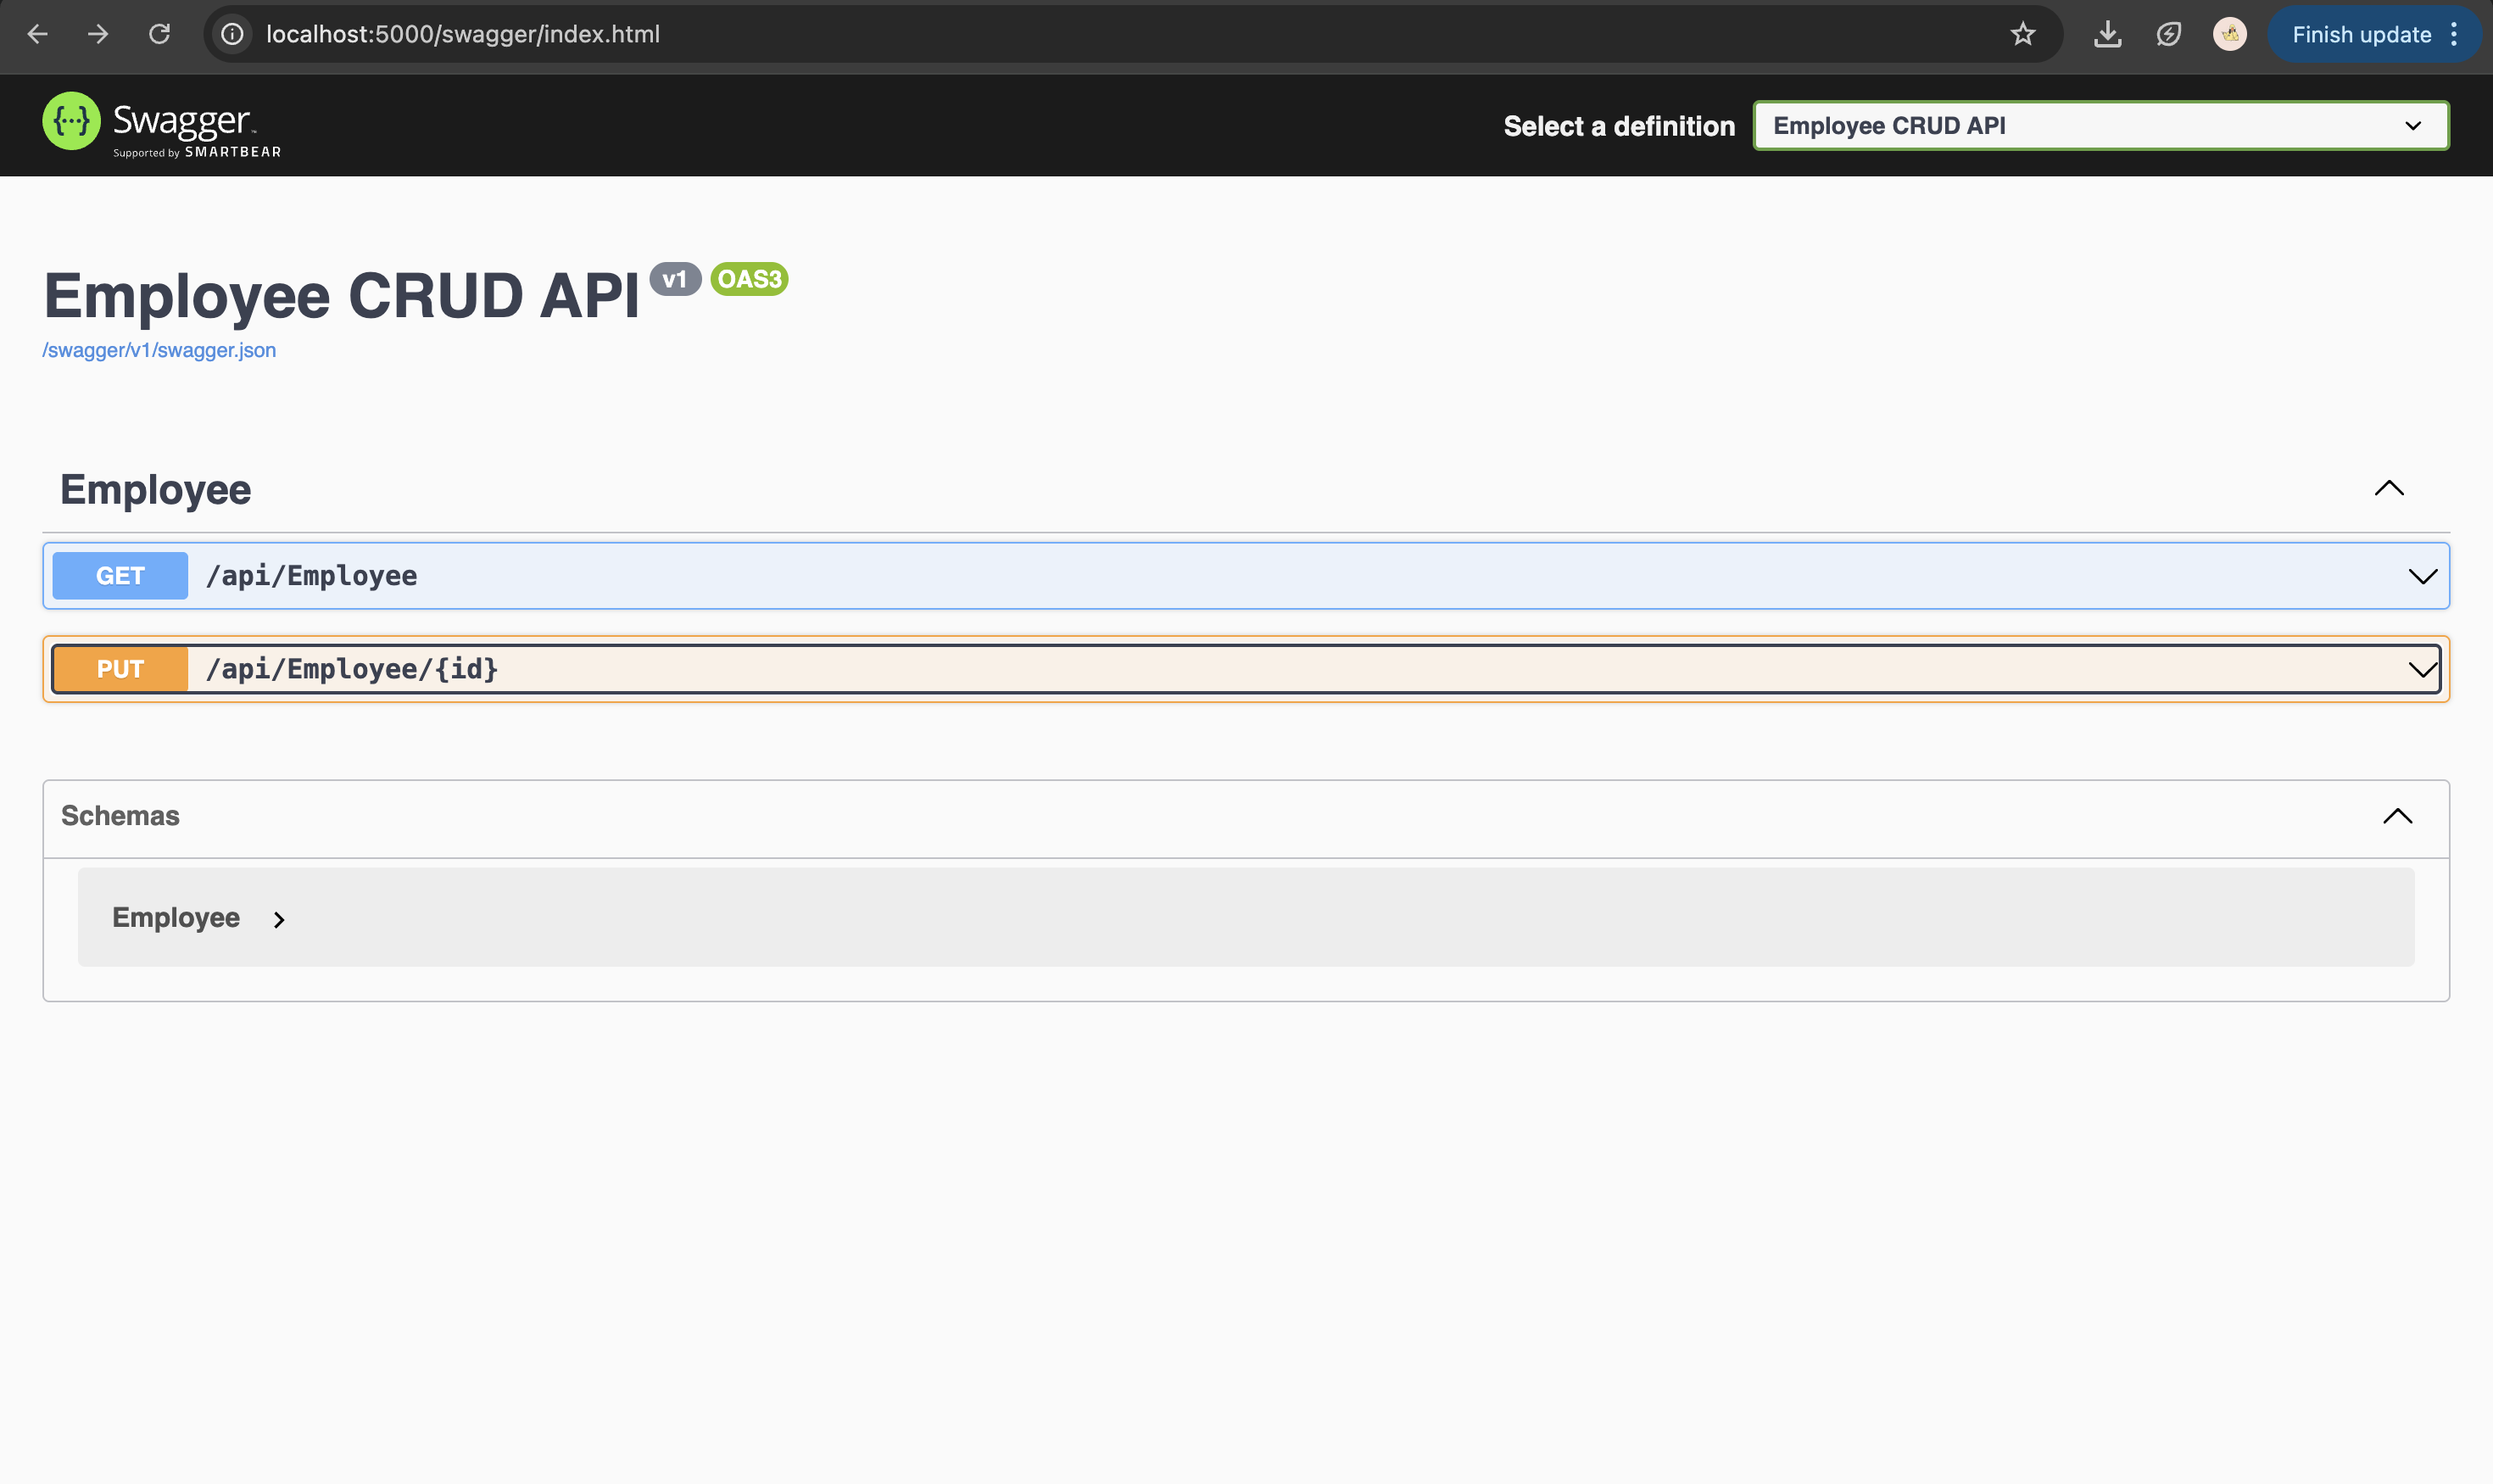 localhost:5000/swagger/index.html
Finish update
{···} Swagger™
Supported by SMARTBEAR
Select a definition
Employee CRUD API
Employee CRUD API v1 OAS3
/swagger/v1/swagger.json
Employee
GET /api/Employee
PUT /api/Employee/{id}
Schemas
Employee